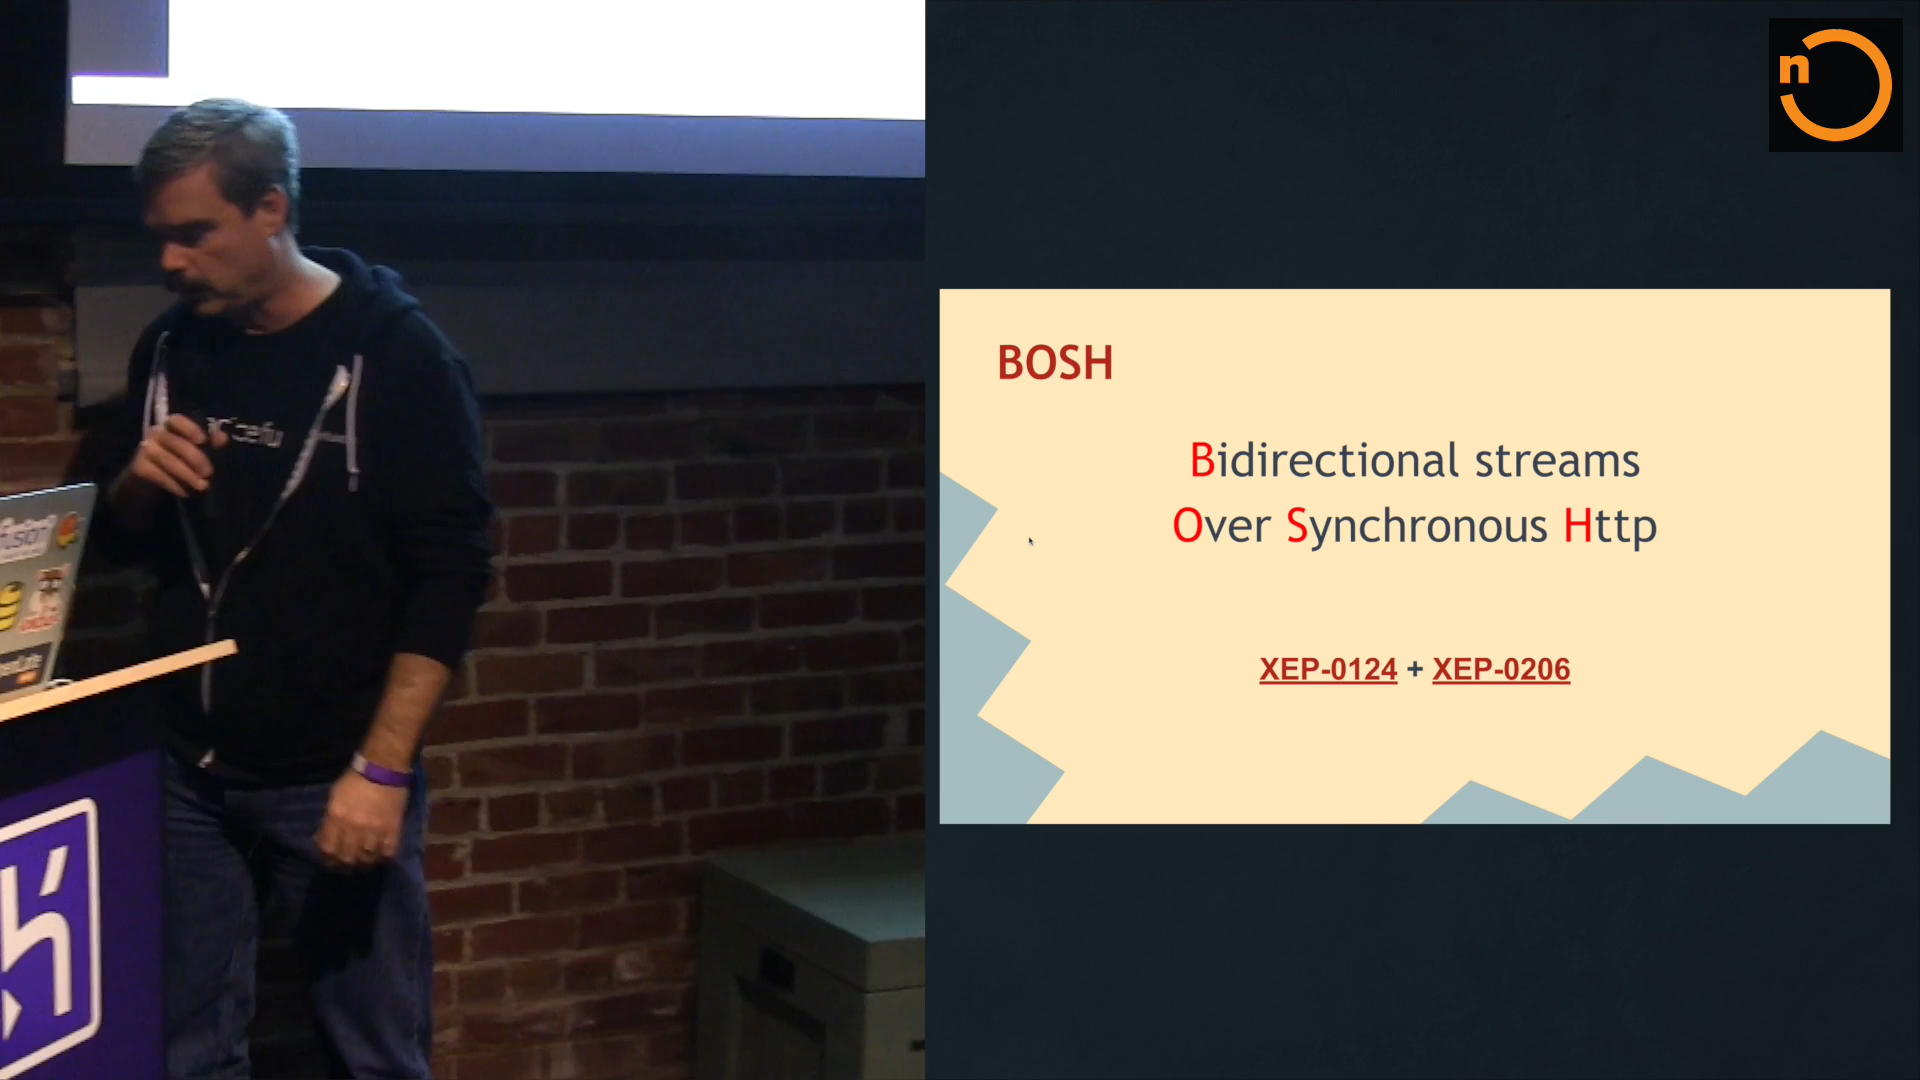 n
BOSH
Bidirectional streams
Over Synchronous Http
XEP-0124 + XEP-0206